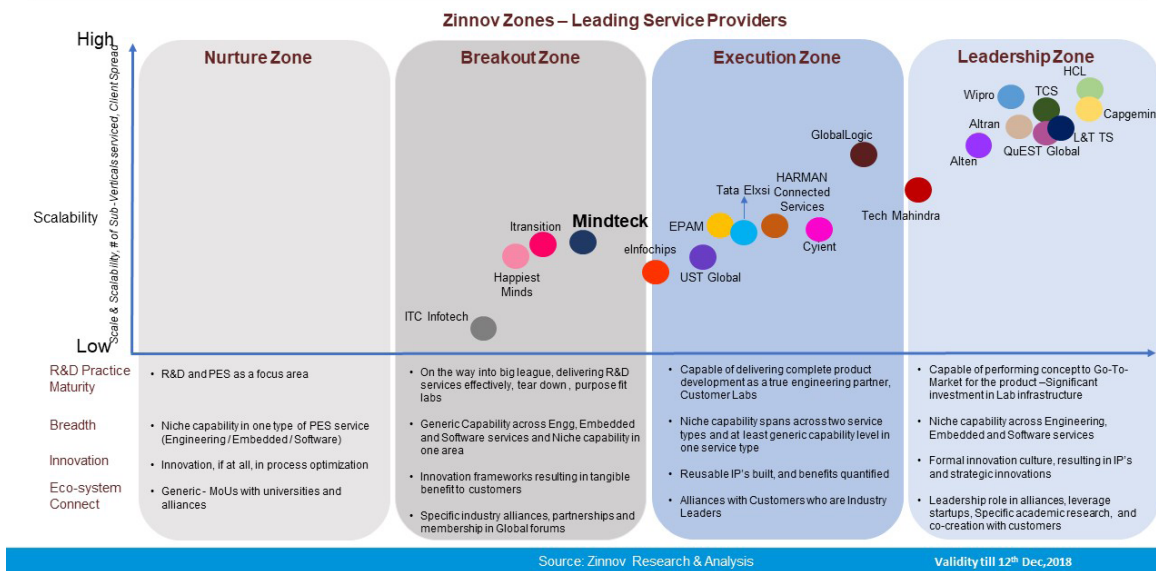 Zinnov Zones – Leading Service Providers
High
Scalability
Low
Scale & Scalability, # of Sub-Verticals serviced, Client Spread
Nurture Zone
Breakout Zone
Execution Zone
Leadership Zone
HCL
Wipro
TCS
Capgemin
Altran
L&T TS
QuEST Global
Alten
GlobalLogic
Tech Mahindra
HARMAN
Connected
Services
Tata Elxsi
EPAM
Cyient
UST Global
eInfochips
Mindteck
Itransition
Happiest
Minds
ITC Infotech
R&D Practice
Maturity
• R&D and PES as a focus area
• On the way into big league, delivering R&D
services effectively, tear down , purpose fit
labs
• Capable of delivering complete product
development as a true engineering partner,
Customer Labs
• Capable of performing concept to Go-To-
Market for the product –Significant
investment in Lab infrastructure
Breadth
• Niche capability in one type of PES service
(Engineering / Embedded / Software)
• Generic Capability across Engg, Embedded
and Software services and Niche capability in
one area
• Niche capability spans across two service
types and at least generic capability level in
one service type
• Niche capability across Engineering,
Embedded and Software services
Innovation
• Innovation, if at all, in process optimization
• Innovation frameworks resulting in tangible
benefit to customers
• Reusable IP's built, and benefits quantified
• Formal innovation culture, resulting in IP's
and strategic innovations
Eco-system
Connect
• Generic - MoUs with universities and
alliances
• Specific industry alliances, partnerships and
membership in Global forums
• Alliances with Customers who are Industry
Leaders
• Leadership role in alliances, leverage
startups, Specific academic research, and
co-creation with customers
Source: Zinnov Research & Analysis
Validity till 12th Dec,2018